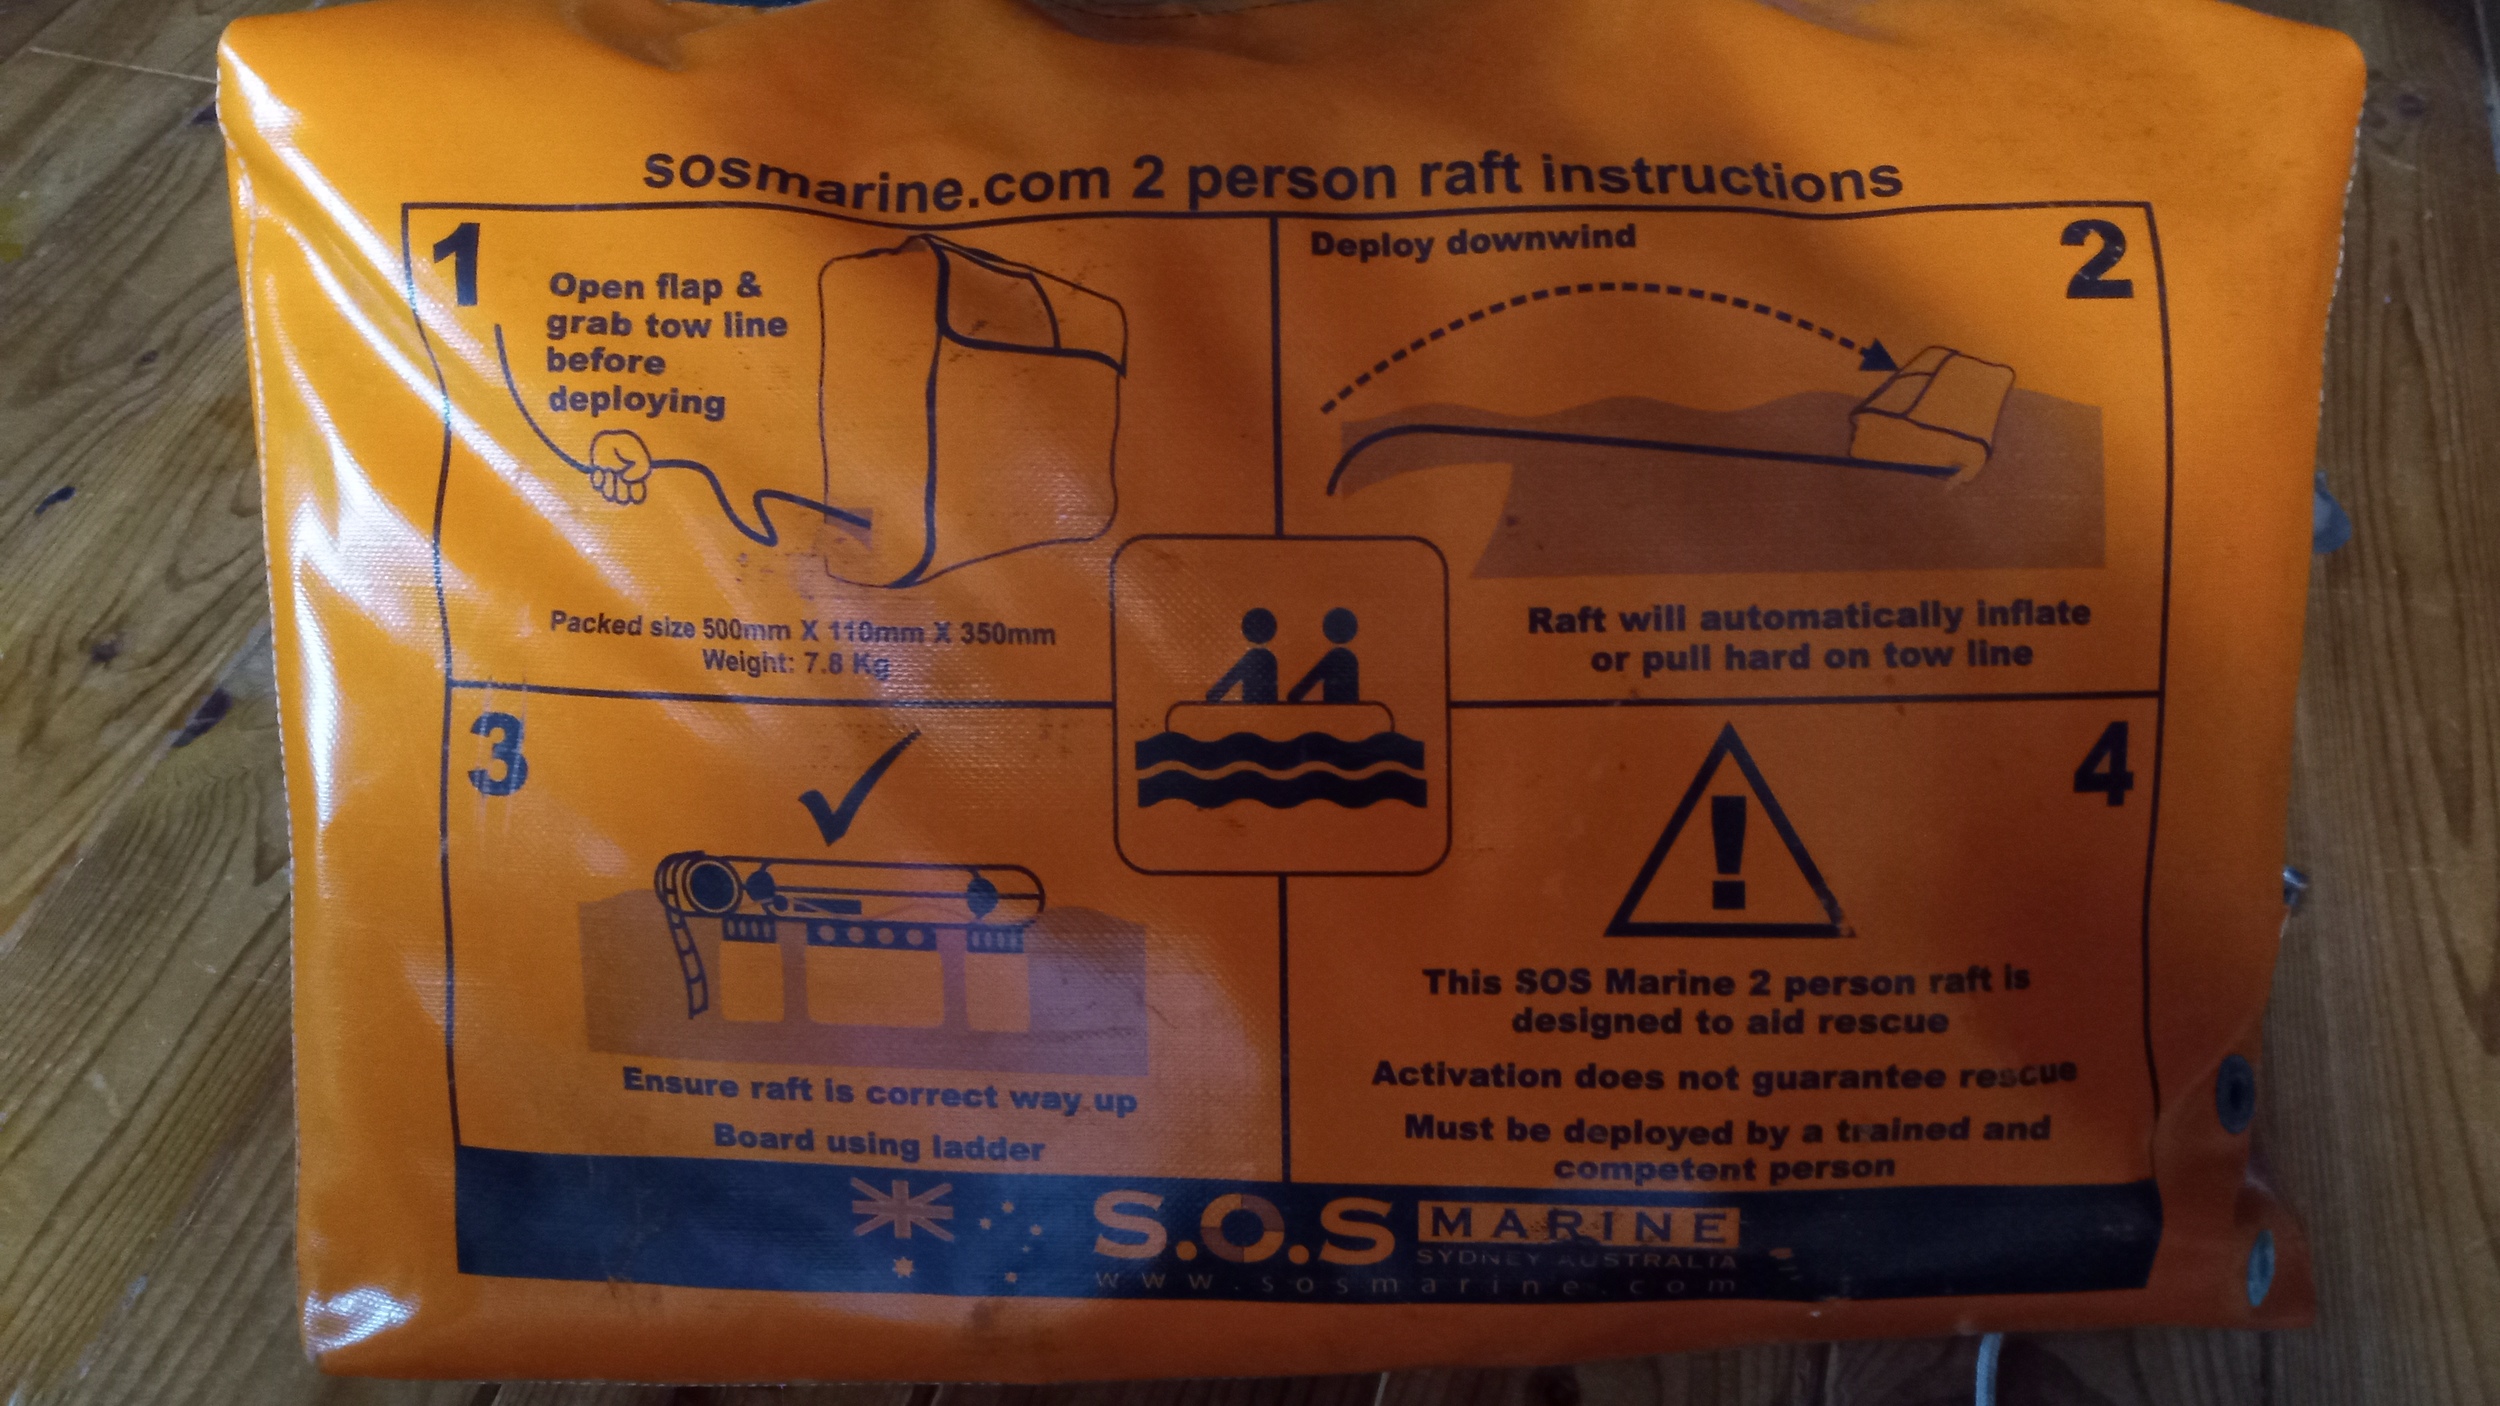 sosmarine.com 2 person raft instructions
1
Open flap &
grab tow line
before
deploying
Packed size 500mm X 110mm X 350mm
Weight: 7.8 Kg
2
Deploy downwind
Raft will automatically inflate
or pull hard on tow line
3
Ensure raft is correct way up
Board using ladder
4
This SOS Marine 2 person raft is
designed to aid rescue
Activation does not guarantee rescue
Must be deployed by a trained and
competent person
S.O.S MARINE
SYDNEY AUSTRALIA
www.sosmarine.com